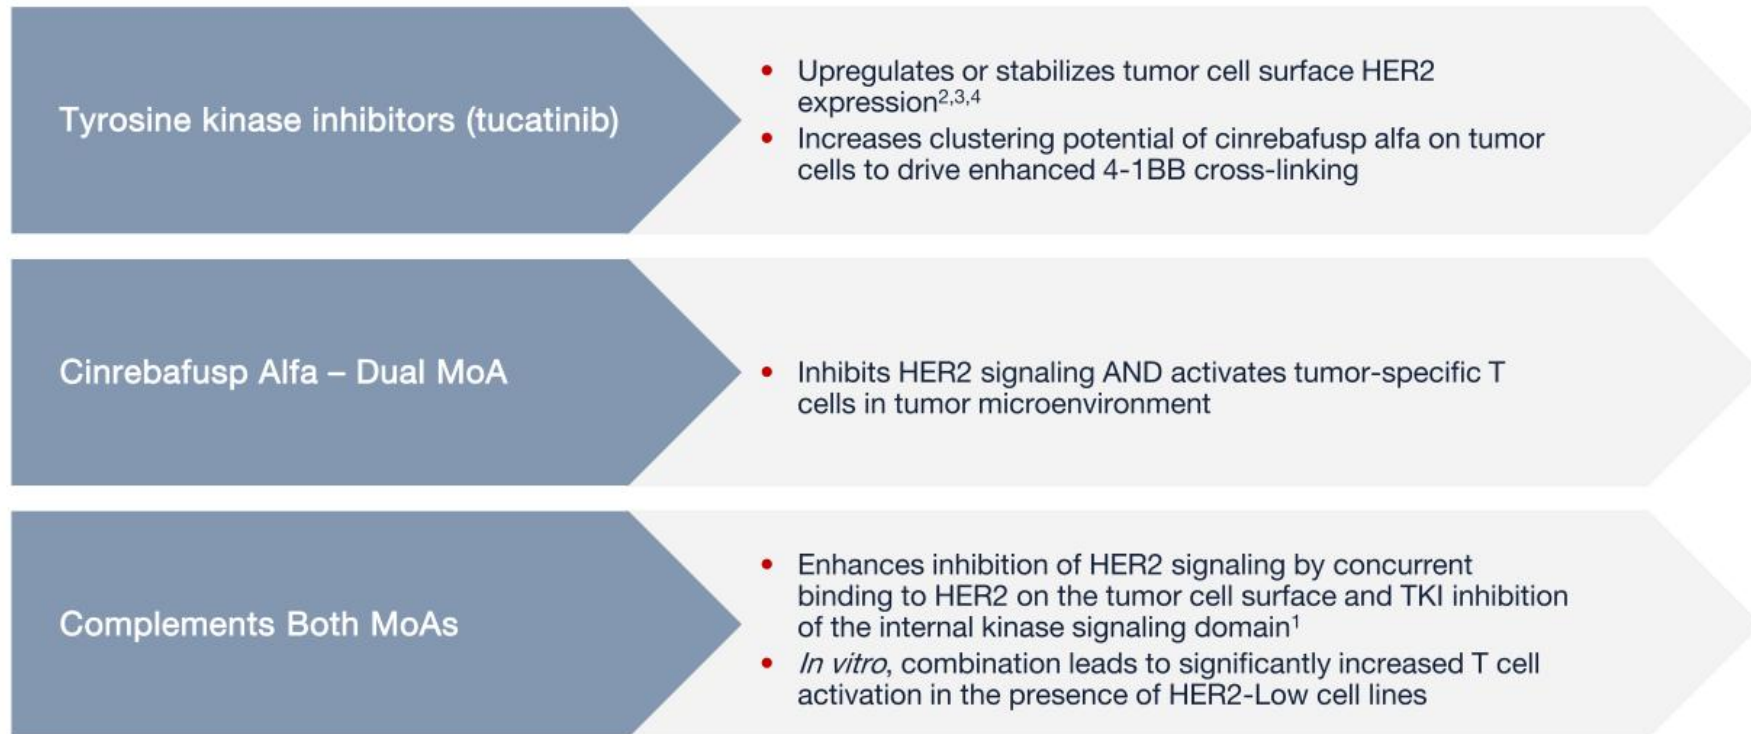 Tyrosine kinase inhibitors (tucatinib)
• Upregulates or stabilizes tumor cell surface HER2
expression2,3,4
• Increases clustering potential of cinrebafusp alfa on tumor
cells to drive enhanced 4-1BB cross-linking
Cinrebafusp Alfa – Dual MoA
• Inhibits HER2 signaling AND activates tumor-specific T
cells in tumor microenvironment
Complements Both MoAs
• Enhances inhibition of HER2 signaling by concurrent
binding to HER2 on the tumor cell surface and TKI inhibition
of the internal kinase signaling domain1
• In vitro, combination leads to significantly increased T cell
activation in the presence of HER2-Low cell lines